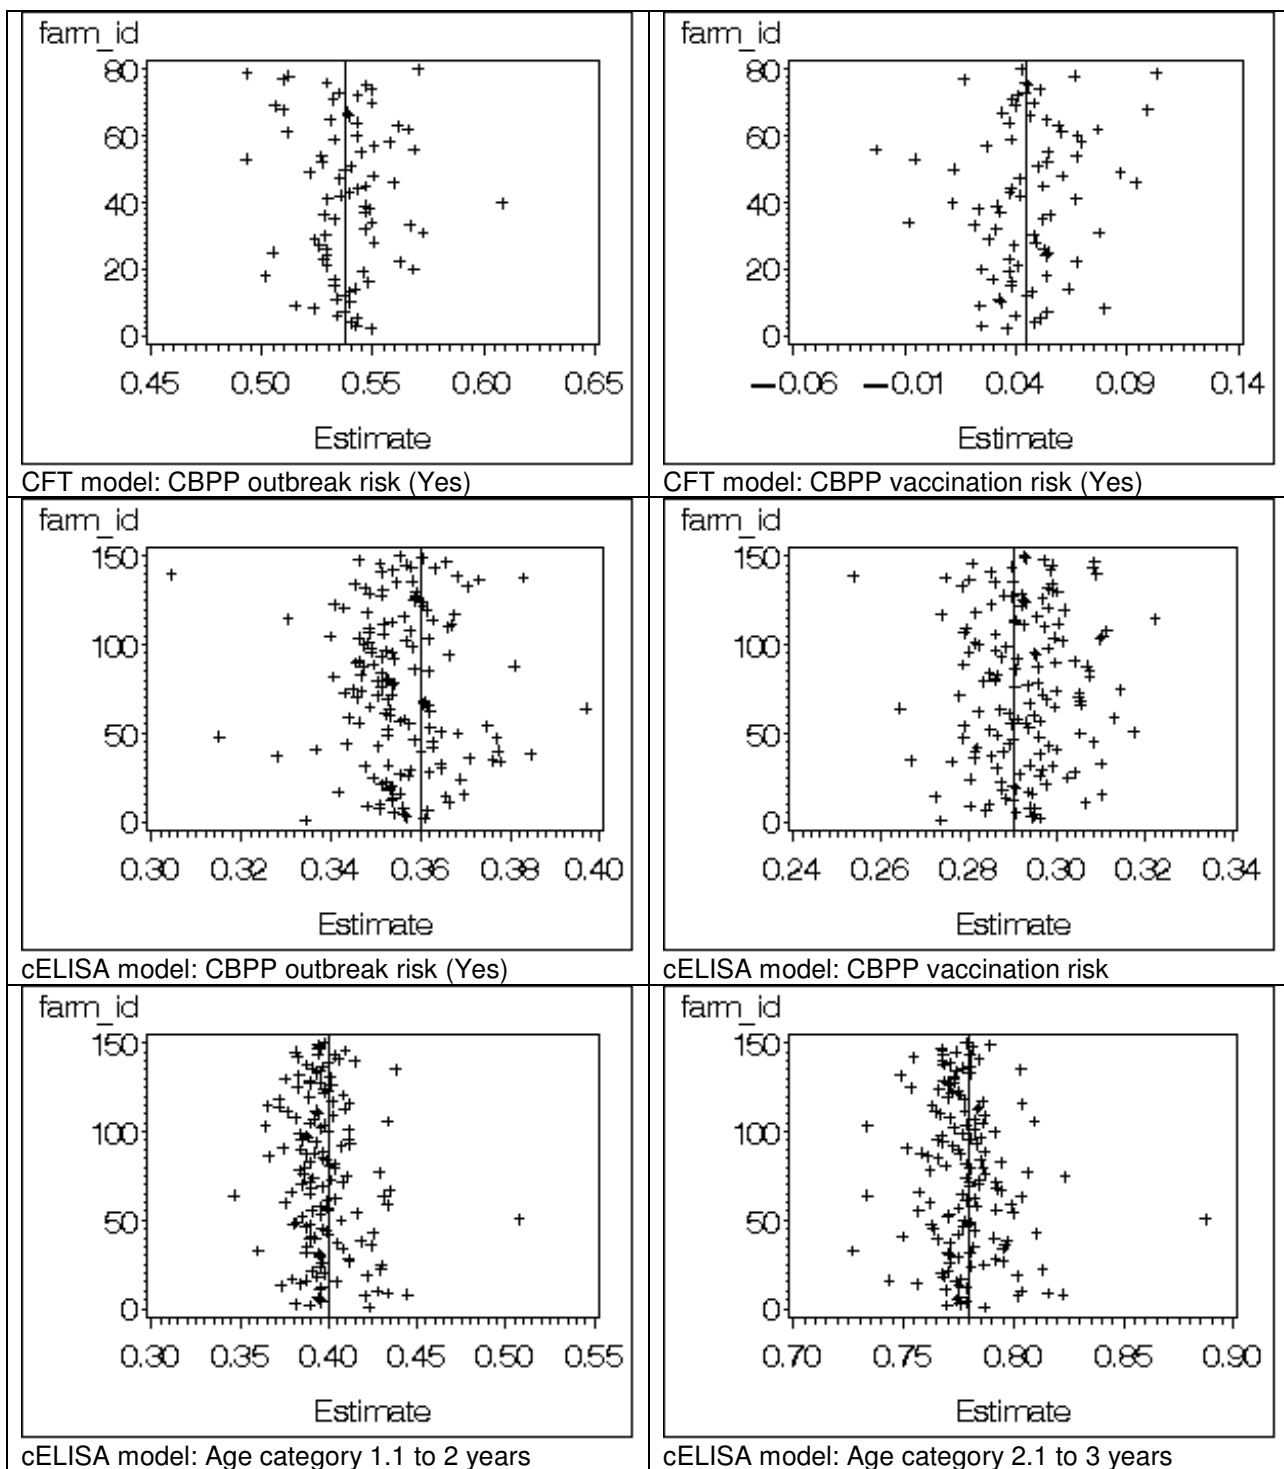 farm_id
80
60
40
20
0
0.45 0.50 0.55 0.60 0.65
Estimate
CFT model: CBPP outbreak risk (Yes)
farm_id
80
60
40
20
0
−0.06 −0.01 0.04 0.09 0.14
Estimate
CFT model: CBPP vaccination risk (Yes)
farm_id
150
100
50
0
0.30 0.32 0.34 0.36 0.38 0.40
Estimate
cELISA model: CBPP outbreak risk (Yes)
farm_id
150
100
50
0
0.24 0.26 0.28 0.30 0.32 0.34
Estimate
cELISA model: CBPP vaccination risk
farm_id
150
100
50
0
0.30 0.35 0.40 0.45 0.50 0.55
Estimate
cELISA model: Age category 1.1 to 2 years
farm_id
150
100
50
0
0.70 0.75 0.80 0.85 0.90
Estimate
cELISA model: Age category 2.1 to 3 years